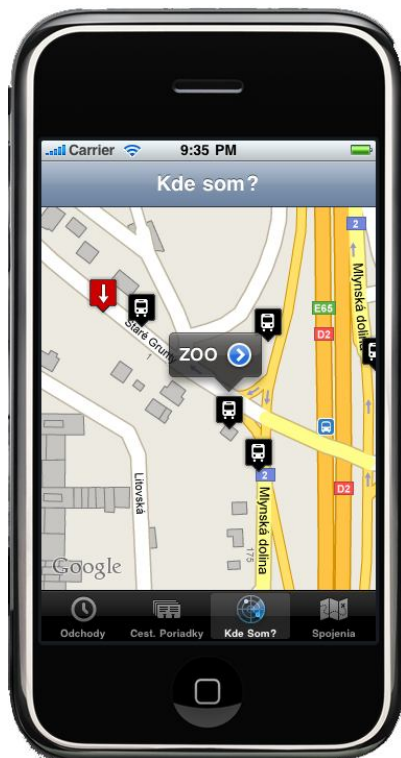 Carrier 9:35 PM
Kde som?
2
Mlynská dolina
E65
D2
Staré Grunty
ZOO
D2
2
Mlynská dolina
Litovská
175
Google
Odchody Cest. Poriadky Kde Som? Spojenia